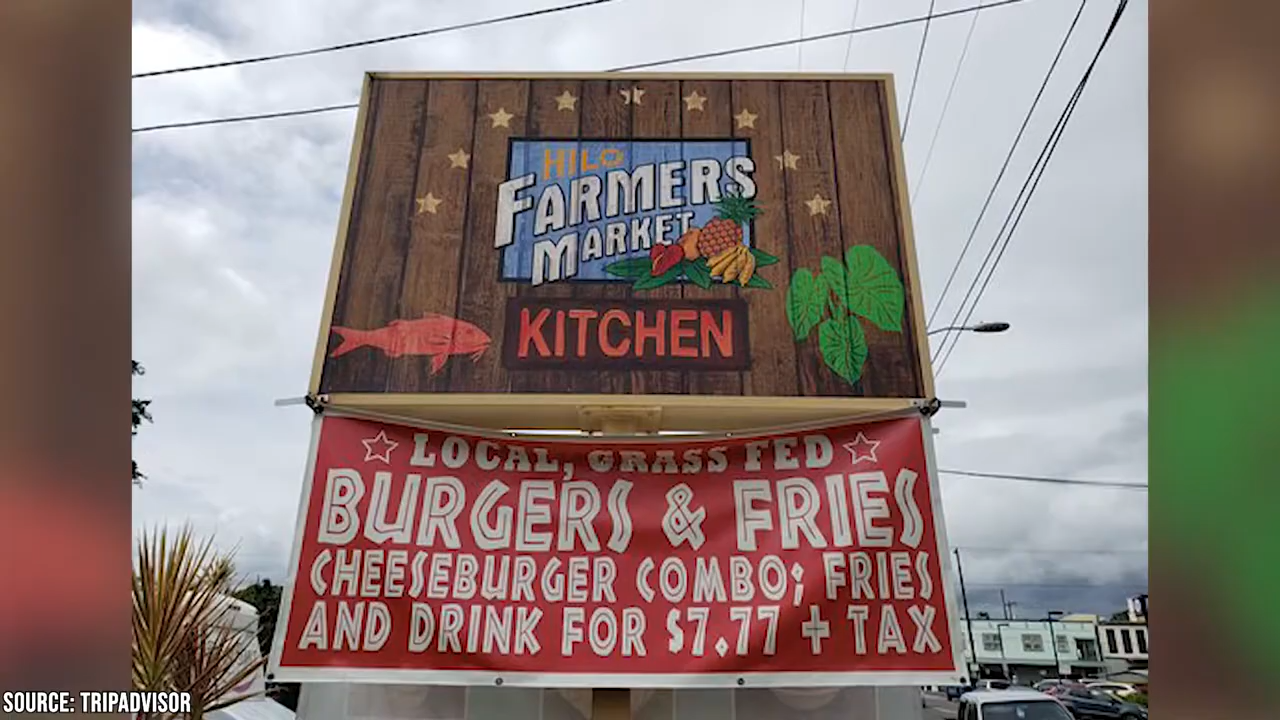 HILO
FARMERS
MARKET
KITCHEN
LOCAL, GRASS FED
BURGERS & FRIES
CHEESEBURGER COMBO; FRIES
AND DRINK FOR $7.77 + TAX
SOURCE: TRIPADVISOR